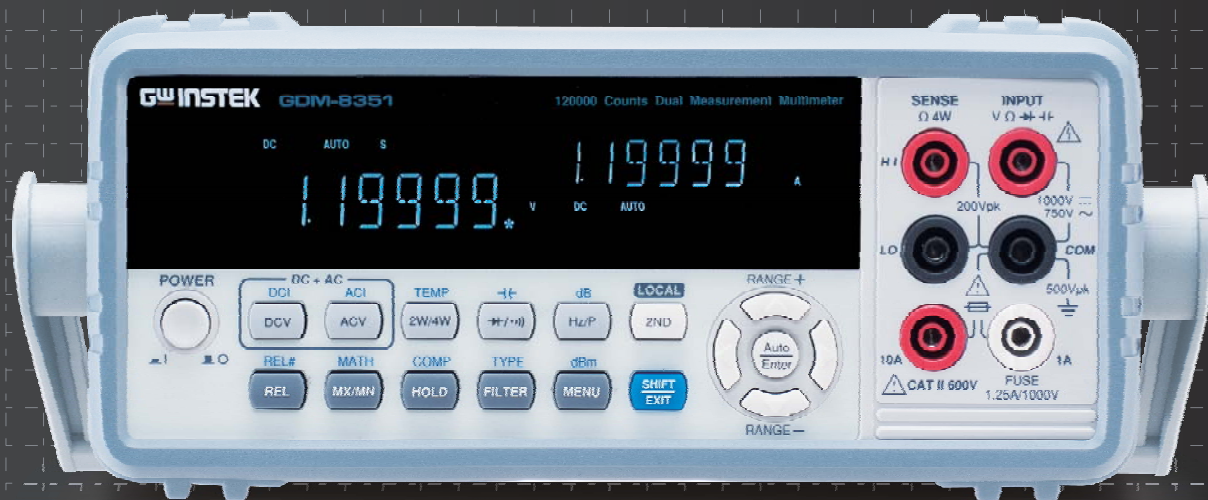 GW INSTEK GDM-8351 120000 Counts Dual Measurement Multimeter
DC AUTO S
1.19999 * V
1.19999 A
DC AUTO
POWER
DC + AC
DCI ACI TEMP dB LOCAL
DCV ACV 2W/4W Hz/P 2ND
REL# MATH COMP TYPE dBm
REL MX/MN HOLD FILTER MENU SHIFT
EXIT
RANGE +
Auto
Enter
RANGE –
SENSE INPUT
Ω 4W V Ω
HI
200Vpk 1000V
750V
LO COM
500Vpk
10A 1A
CAT II 600V FUSE
1.25A/1000V